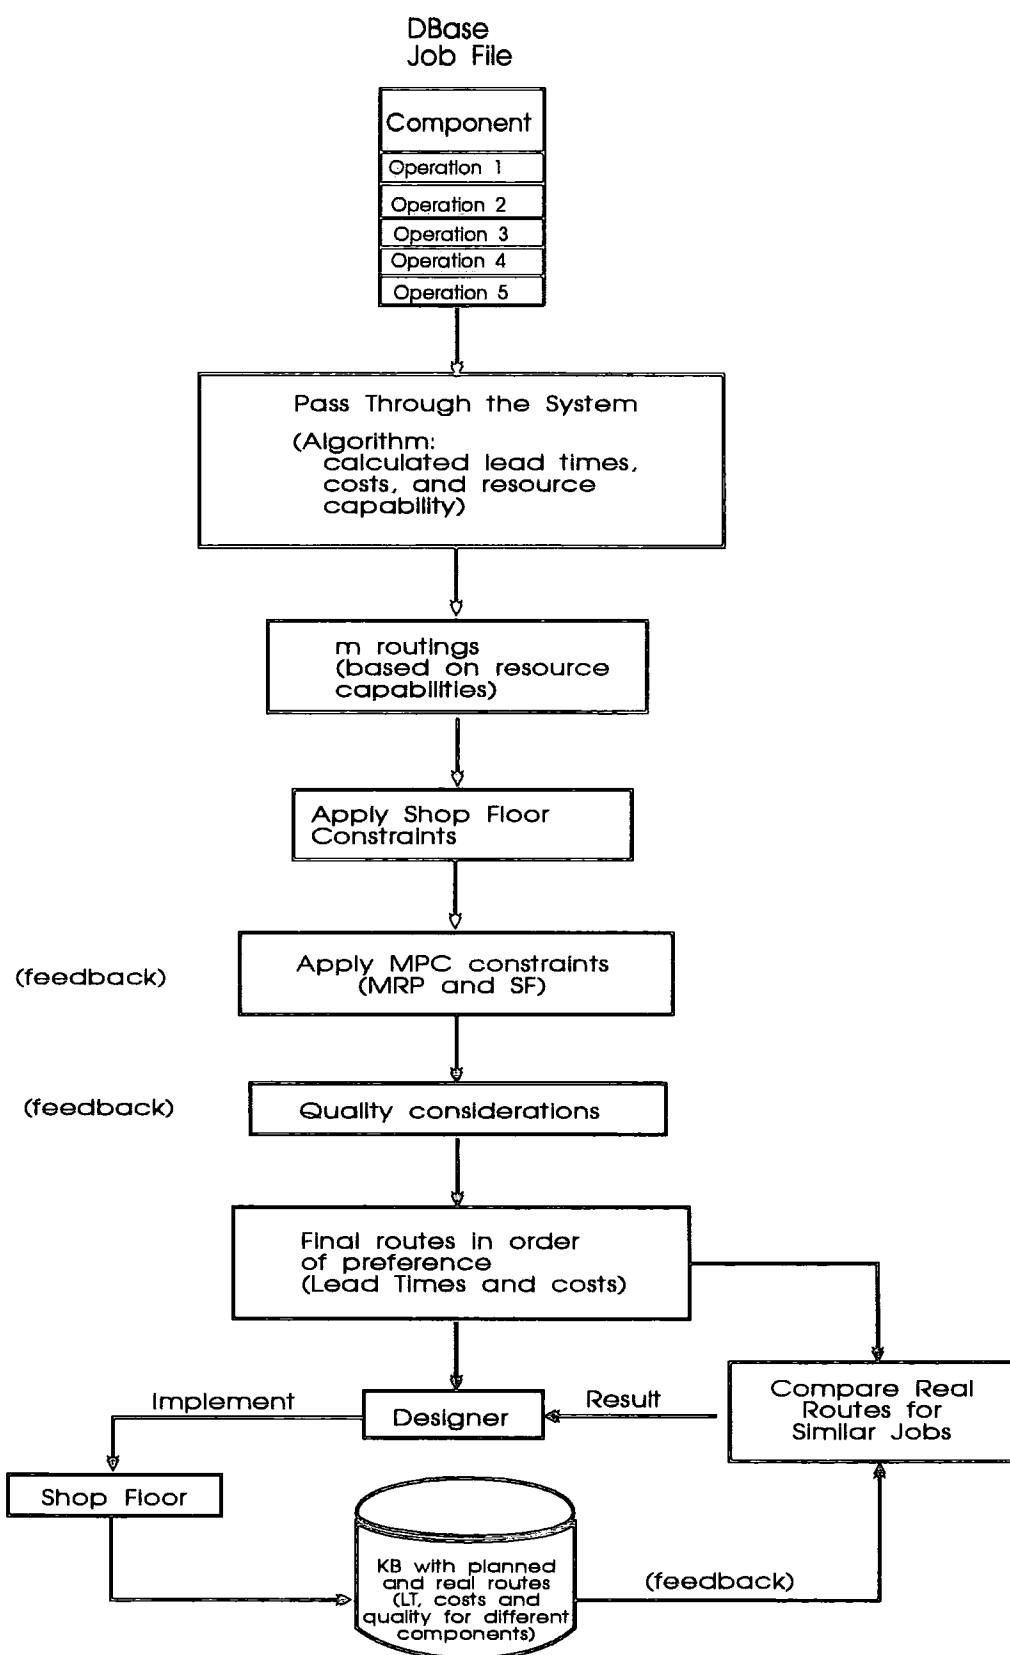 DBase
Job File
Component
Operation 1
Operation 2
Operation 3
Operation 4
Operation 5
Pass Through the System
(Algorithm:
calculated lead times,
costs, and resource
capability)
m routings
(based on resource
capabilities)
Apply Shop Floor
Constraints
(feedback)
Apply MPC constraints
(MRP and SF)
(feedback)
Quality considerations
Final routes in order
of preference
(Lead Times and costs)
Implement
Designer
Result
Compare Real
Routes for
Similar Jobs
Shop Floor
KB with planned
and real routes
(LT, costs and
quality for different
components)
(feedback)